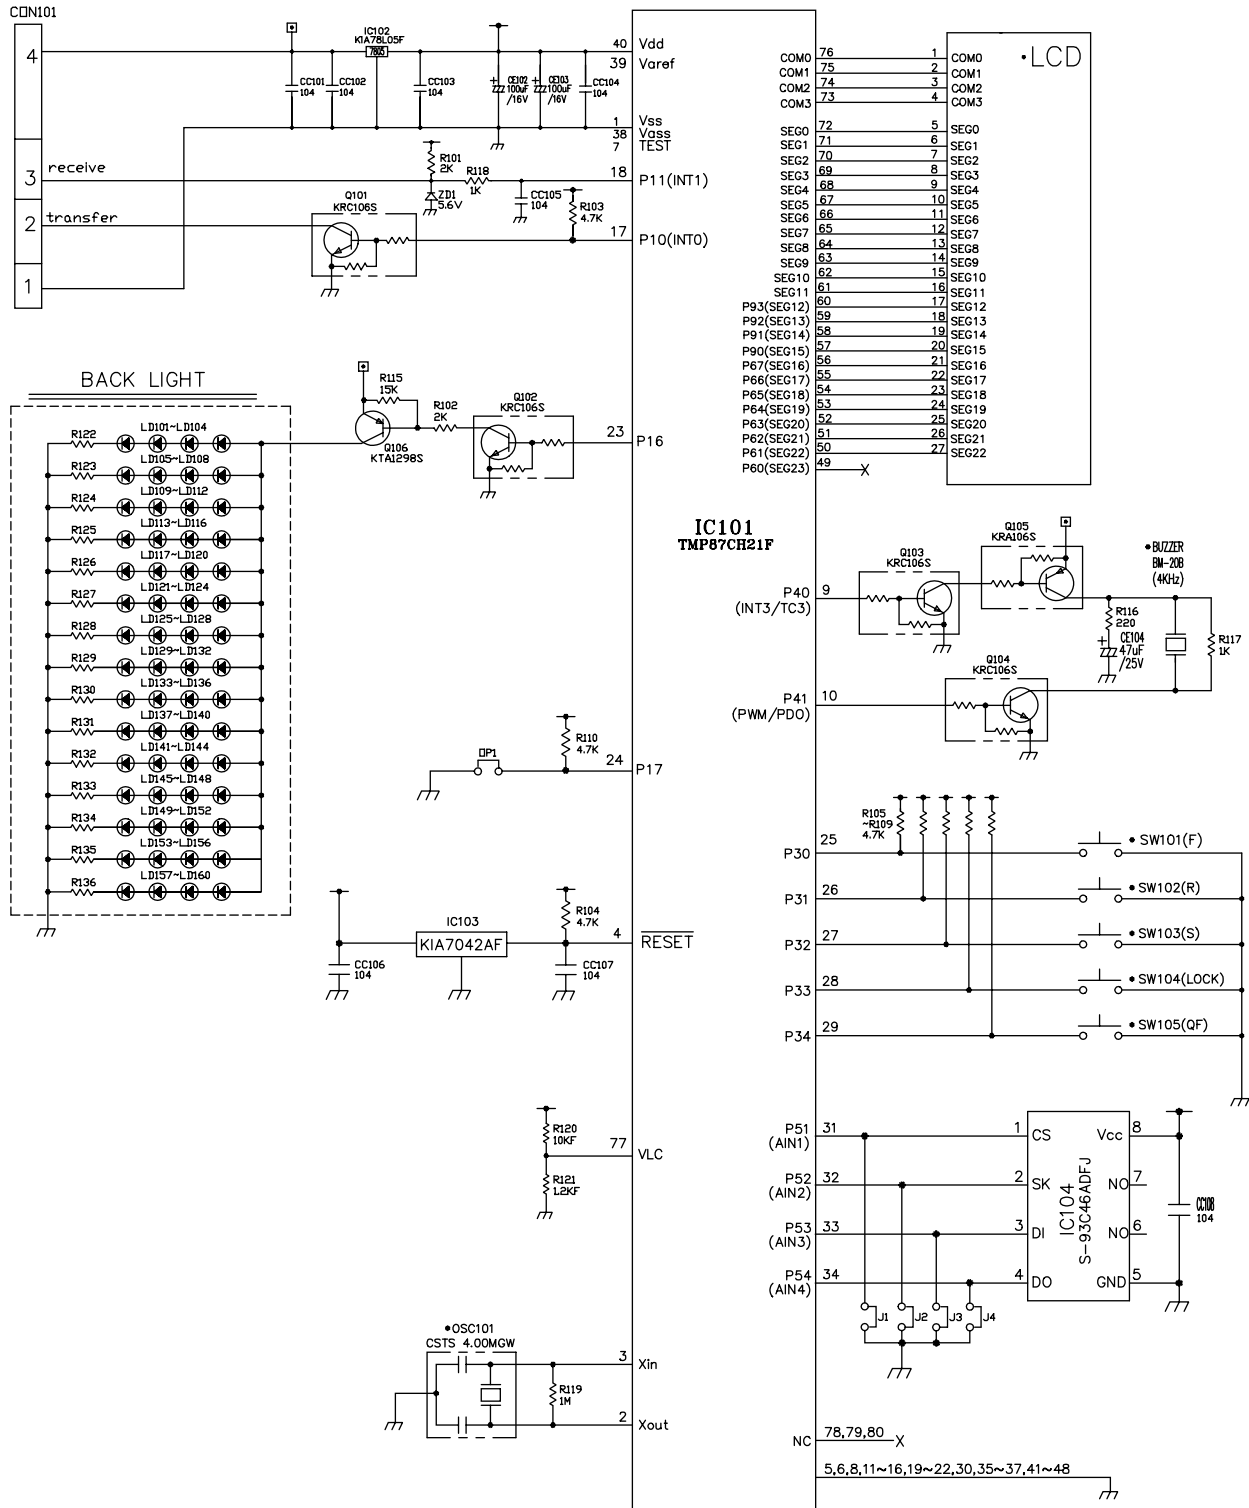 CON101
4
3
2
1
receive
transfer
IC102
KIA78L05F
7805
CC101
104
CC102
104
CC103
104
CE102
100uF
/16V
CE103
100uF
/16V
CC104
104
40 Vdd
39 Varef
1 Vss
38 Vass
7 TEST
R101
2K
R118
1K
18 P11(INT1)
ZD1
5.6V
CC105
104
R103
4.7K
Q101
KRC106S
17 P10(INT0)
COM0 76 1 COM0
COM1 75 2 COM1
COM2 74 3 COM2
COM3 73 4 COM3
SEG0 72 5 SEG0
SEG1 71 6 SEG1
SEG2 70 7 SEG2
SEG3 69 8 SEG3
SEG4 68 9 SEG4
SEG5 67 10 SEG5
SEG6 66 11 SEG6
SEG7 65 12 SEG7
SEG8 64 13 SEG8
SEG9 63 14 SEG9
SEG10 62 15 SEG10
SEG11 61 16 SEG11
P93(SEG12) 60 17 SEG12
P92(SEG13) 59 18 SEG13
P91(SEG14) 58 19 SEG14
P90(SEG15) 57 20 SEG15
P67(SEG16) 56 21 SEG16
P66(SEG17) 55 22 SEG17
P65(SEG18) 54 23 SEG18
P64(SEG19) 53 24 SEG19
P63(SEG20) 52 25 SEG20
P62(SEG21) 51 26 SEG21
P61(SEG22) 50 27 SEG22
P60(SEG23) 49
•LCD
BACK LIGHT
R122 LD101~LD104
R123 LD105~LD108
R124 LD109~LD112
R125 LD113~LD116
R126 LD117~LD120
R127 LD121~LD124
R128 LD125~LD128
R129 LD129~LD132
R130 LD133~LD136
R131 LD137~LD140
R132 LD141~LD144
R133 LD145~LD148
R134 LD149~LD152
R135 LD153~LD156
R136 LD157~LD160
R115
15K
Q106
KTA1298S
R102
2K
Q102
KRC106S
23 P16
IC101
TMP87CH21F
P40 9
(INT3/TC3)
Q103
KRC106S
Q105
KRA106S
•BUZZER
BM-20B
(4KHz)
R116
220
CE104
47uF
/25V
R117
1K
P41 10
(PWM/PDO)
Q104
KRC106S
OP1
R110
4.7K
24 P17
R105
~R109
4.7K
P30 25 • SW101(F)
P31 26 • SW102(R)
P32 27 • SW103(S)
P33 28 • SW104(LOCK)
P34 29 • SW105(QF)
IC103
KIA7042AF
CC106
104
R104
4.7K
CC107
104
4 RESET
R120
10KF
R121
1.2KF
77 VLC
P51 31
(AIN1)
P52 32
(AIN2)
P53 33
(AIN3)
P54 34
(AIN4)
1 CS
2 SK
3 DI
4 DO
IC104
S-93C46ADFJ
Vcc 8
NO 7
NO 6
GND 5
CC108
104
J1
J2
J3
J4
•OSC101
CSTS 4.00MGW
R119
1M
3 Xin
2 Xout
NC 78,79,80
5,6,8,11~16,19~22,30,35~37,41~48